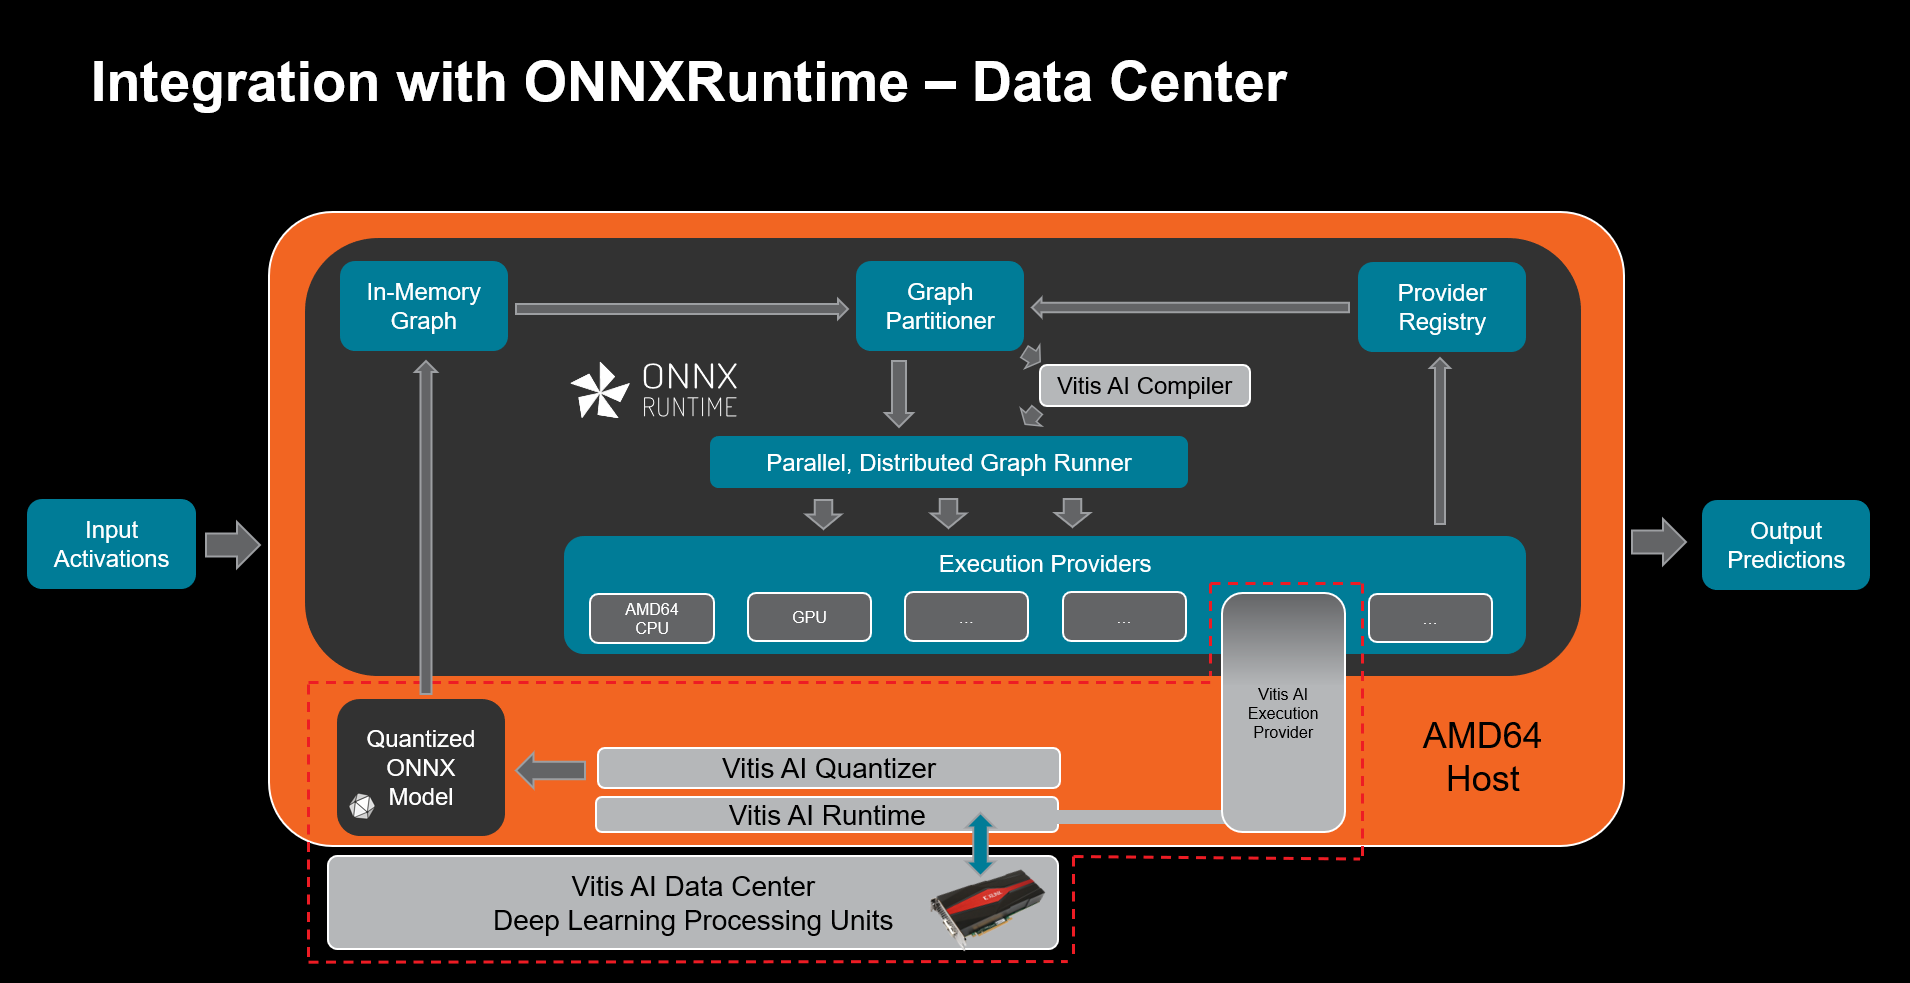 Integration with ONNXRuntime – Data Center
In-Memory
Graph
Graph
Partitioner
Provider
Registry
ONNX
RUNTIME
Vitis AI Compiler
Parallel, Distributed Graph Runner
Input
Activations
Output
Predictions
Execution Providers
AMD64
CPU
GPU
...
...
...
Vitis AI
Execution
Provider
Quantized
ONNX
Model
Vitis AI Quantizer
Vitis AI Runtime
AMD64
Host
Vitis AI Data Center
Deep Learning Processing Units